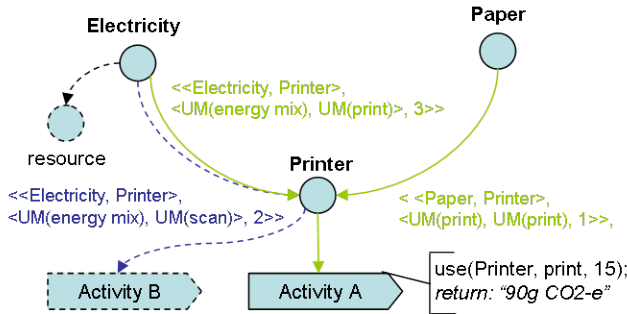 Electricity
Paper
<<Electricity, Printer>,
<UM(energy mix), UM(print)>, 3>>
resource
Printer
<<Electricity, Printer>,
<UM(energy mix), UM(scan)>, 2>>
< <Paper, Printer>,
<UM(print), UM(print), 1>>,
Activity B
Activity A
use(Printer, print, 15);
return: “90g CO2-e”